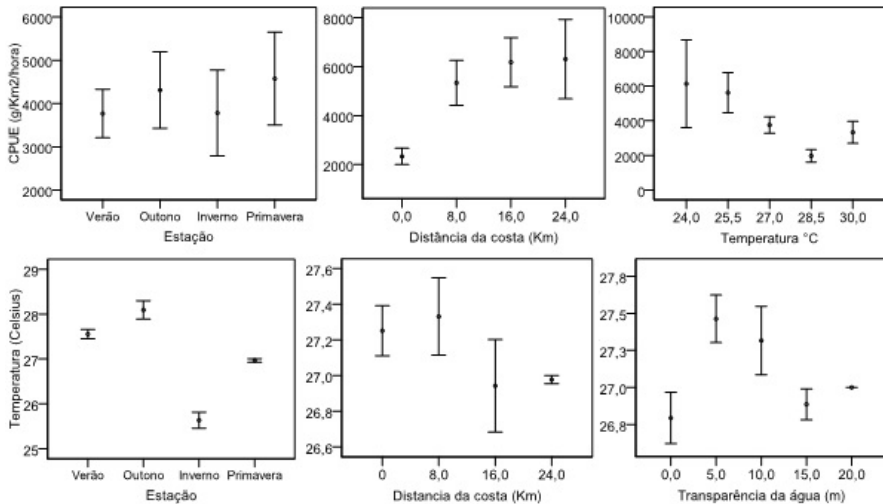 CPUE (g/Km2/hora)
6000
5000
4000
3000
2000
Verão Outono Inverno Primavera
Estação
8000
6000
4000
2000
0,0 8,0 16,0 24,0
Distância da costa (Km)
10000
8000
6000
4000
2000
0
24,0 25,5 27,0 28,5 30,0
Temperatura °C
Temperatura (Celsius)
29
28
27
26
25
Verão Outono Inverno Primavera
Estação
27,6
27,4
27,2
27,0
26,8
26,6
0 8,0 16,0 24,0
Distancia da costa (Km)
27,8
27,5
27,3
27,0
26,8
0,0 5,0 10,0 15,0 20,0
Transparência da água (m)